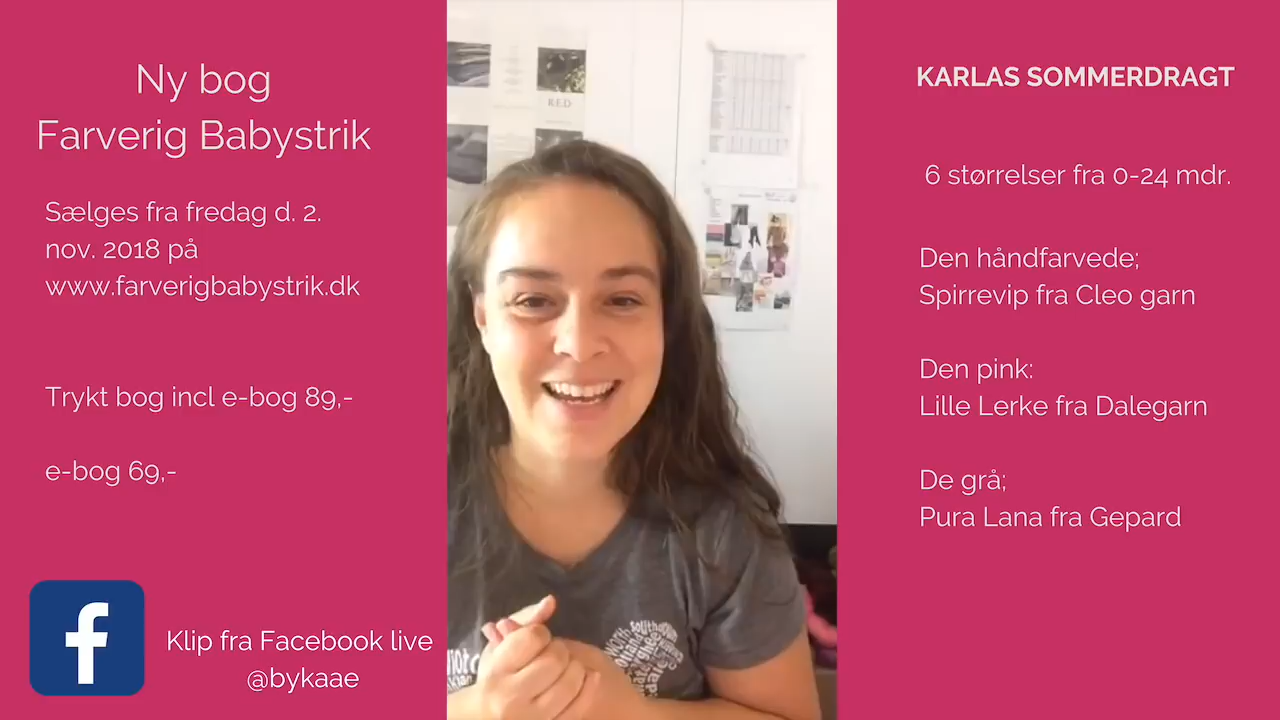 Ny bog
Farverig Babystrik
Sælges fra fredag d. 2.
nov. 2018 på
www.farverigbabystrik.dk
Trykt bog incl e-bog 89,-
e-bog 69,-
f
Klip fra Facebook live
@bykaae
RED
KARLAS SOMMERDRAGT
6 størrelser fra 0-24 mdr.
Den håndfarvede;
Spirrevip fra Cleo garn
Den pink:
Lille Lerke fra Dalegarn
De grå;
Pura Lana fra Gepard